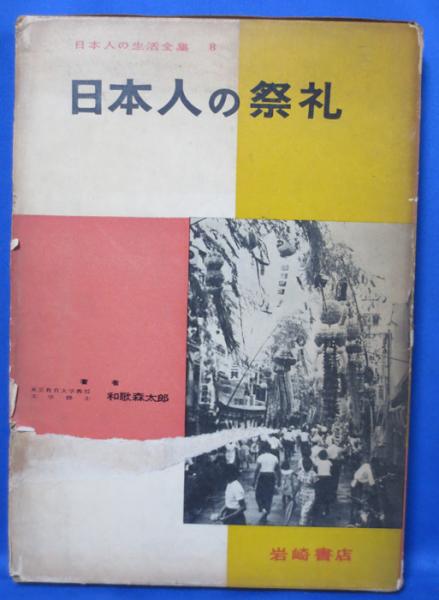 日本人の生活全集 8
日本人の祭礼
著者
東京教育大学教授
文学博士
和歌森太郎
岩崎書店